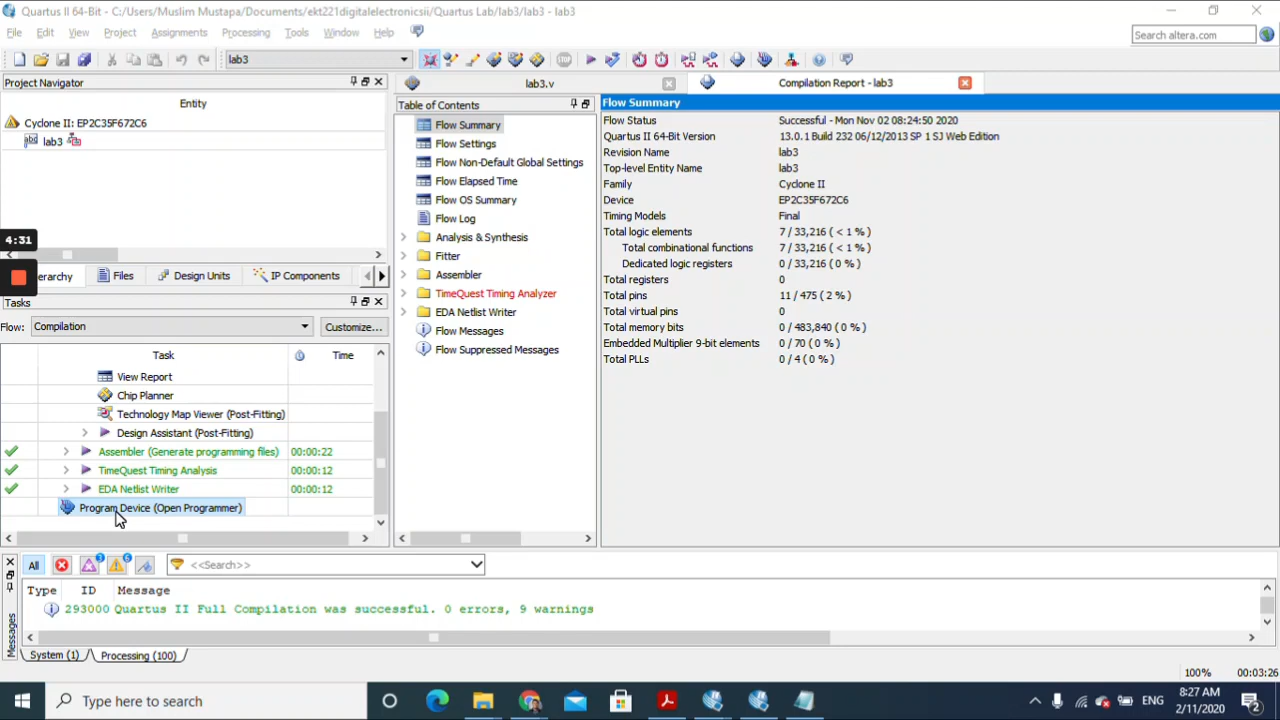 Quartus II 64-Bit - C:/Users/Muslim Mustapa/Documents/ekt221digitalelectronicsii/Quartus Lab/lab3/lab3 - lab3
File Edit View Project Assignments Processing Tools Window Help
Search altera.com
lab3
Project Navigator
Entity
Cyclone II: EP2C35F672C6
lab3
4:31
erarchy Files Design Units IP Components
Tasks
Flow: Compilation Customize...
Task Time
View Report
Chip Planner
Technology Map Viewer (Post-Fitting)
Design Assistant (Post-Fitting)
Assembler (Generate programming files) 00:00:22
TimeQuest Timing Analysis 00:00:12
EDA Netlist Writer 00:00:12
Program Device (Open Programmer)
lab3.v
Compilation Report - lab3
Table of Contents
Flow Summary
Flow Settings
Flow Non-Default Global Settings
Flow Elapsed Time
Flow OS Summary
Flow Log
Analysis & Synthesis
Fitter
Assembler
TimeQuest Timing Analyzer
EDA Netlist Writer
Flow Messages
Flow Suppressed Messages
Flow Summary
Flow Status Successful - Mon Nov 02 08:24:50 2020
Quartus II 64-Bit Version 13.0.1 Build 232 06/12/2013 SP 1 SJ Web Edition
Revision Name lab3
Top-level Entity Name lab3
Family Cyclone II
Device EP2C35F672C6
Timing Models Final
Total logic elements 7 / 33,216 ( < 1 % )
Total combinational functions 7 / 33,216 ( < 1 % )
Dedicated logic registers 0 / 33,216 ( 0 % )
Total registers 0
Total pins 11 / 475 ( 2 % )
Total virtual pins 0
Total memory bits 0 / 483,840 ( 0 % )
Embedded Multiplier 9-bit elements 0 / 70 ( 0 % )
Total PLLs 0 / 4 ( 0 % )
All 3 6 <<Search>>
Type ID Message
293000 Quartus II Full Compilation was successful. 0 errors, 9 warnings
Messages
System (1) Processing (100)
100% 00:03:26
Type here to search
ENG
8:27 AM
2/11/2020
2